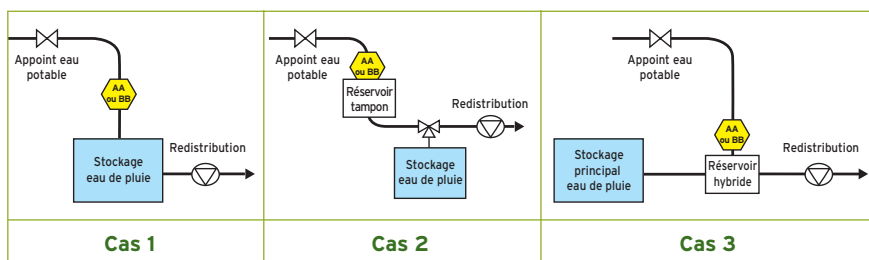 Appoint eau
potable
AA
ou BB
Stockage
eau de pluie
Redistribution
Cas 1
Appoint eau
potable
AA
ou BB
Réservoir
tampon
Redistribution
Stockage
eau de pluie
Cas 2
Appoint eau
potable
AA
ou BB
Stockage
principal
eau de pluie
Réservoir
hybride
Redistribution
Cas 3